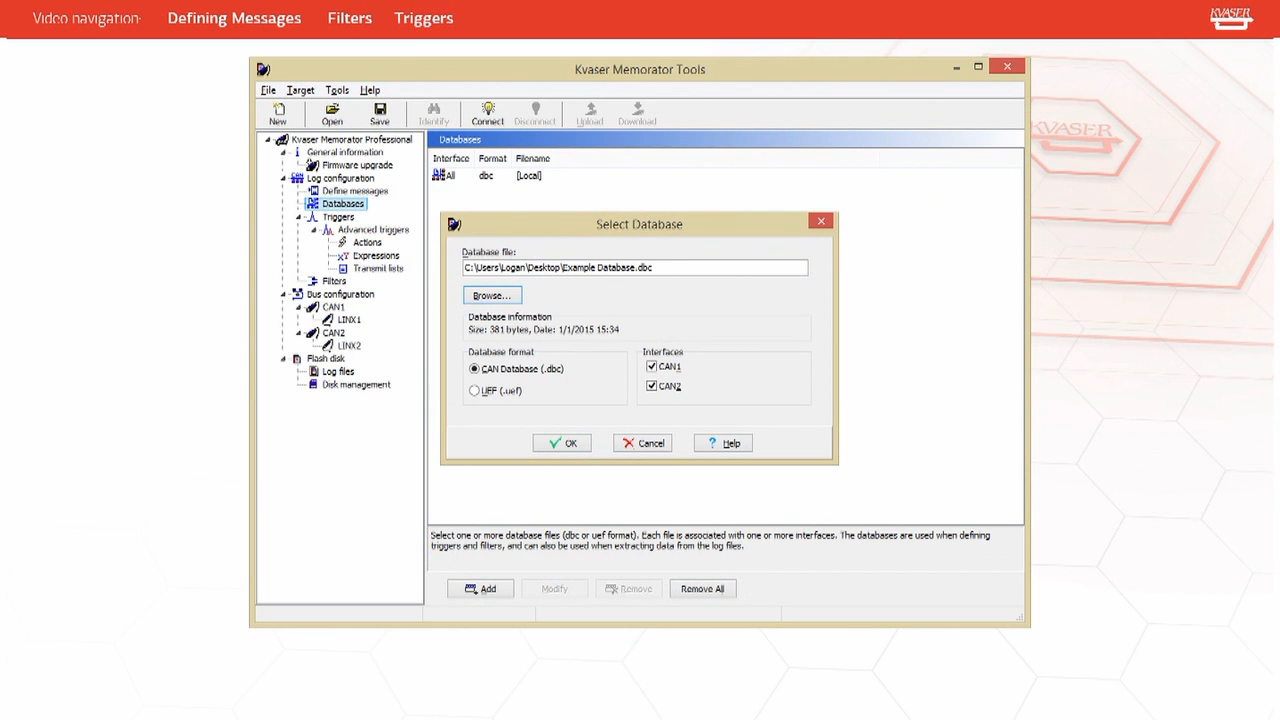 Video navigation: Defining Messages Filters Triggers
KVASER
Kvaser Memorator Tools
File Target Tools Help
New Open Save Identify Connect Disconnect Upload Download
Kvaser Memorator Professional
General information
Firmware upgrade
Log configuration
Define messages
Databases
Triggers
Advanced triggers
Actions
Expressions
Transmit lists
Filters
Bus configuration
CAN1
LINX1
CAN2
LINX2
Flash disk
Log files
Disk management
Databases
Interface Format Filename
All dbc [Local]
KVASER
Select Database
Database file:
C:\Users\Logan\Desktop\Example Database.dbc
Browse...
Database information
Size: 381 bytes, Date: 1/1/2015 15:34
Database format
CAN Database (.dbc)
UEF (.uef)
Interfaces
CAN1
CAN2
OK Cancel Help
Select one or more database files (dbc or uef format). Each file is associated with one or more interfaces. The databases are used when defining
triggers and filters, and can also be used when extracting data from the log files.
Add Modify Remove Remove All